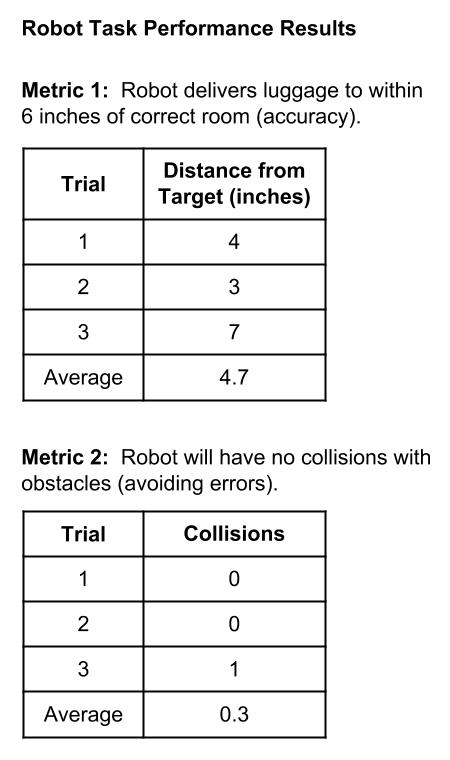 Robot Task Performance Results
Metric 1:  Robot delivers luggage to within
6 inches of correct room (accuracy).
Trial
Distance from
Target (inches)
1 4
2 3
3 7
Average 4.7
Metric 2:  Robot will have no collisions with
obstacles (avoiding errors).
Trial Collisions
1 0
2 0
3 1
Average 0.3